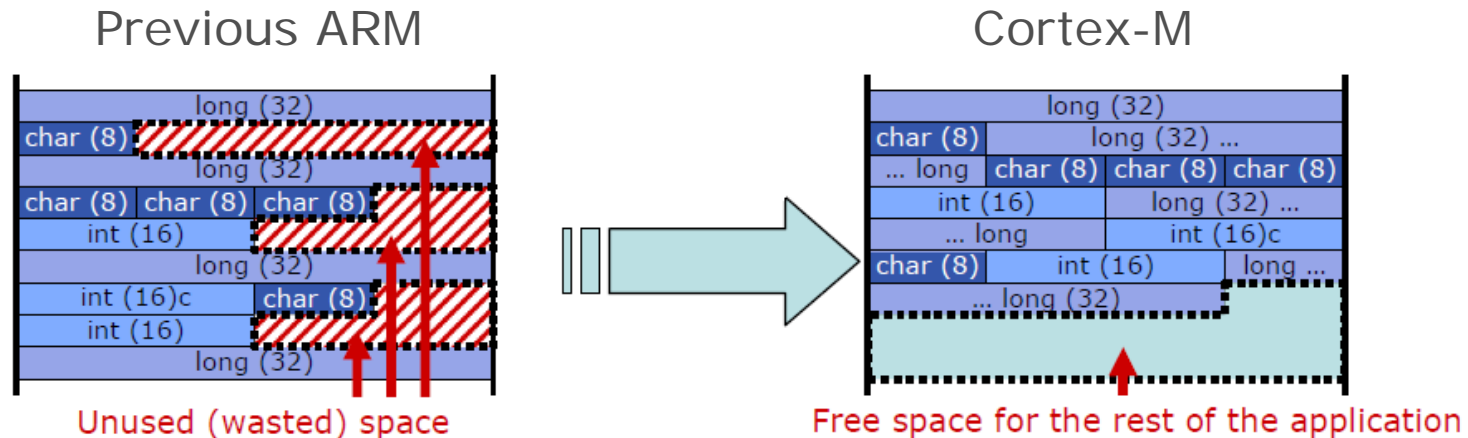 Previous ARM
long (32)
char (8)
long (32)
char (8) char (8) char (8)
int (16)
long (32)
int (16)c char (8)
int (16)
long (32)
Unused (wasted) space
Cortex-M
long (32)
char (8) long (32) ...
... long char (8) char (8) char (8)
int (16) long (32) ...
... long int (16)c
char (8) int (16) long ...
... long (32)
Free space for the rest of the application